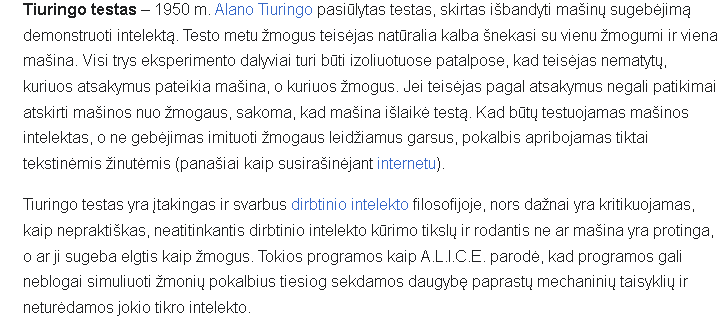 Tiuringo testas – 1950 m. Alano Tiuringo pasiūlytas testas, skirtas išbandyti mašinų sugebėjimą
demonstruoti intelektą. Testo metu žmogus teisėjas natūralia kalba šnekasi su vienu žmogumi ir viena
mašina. Visi trys eksperimento dalyviai turi būti izoliuotuose patalpose, kad teisėjas nematytų,
kuriuos atsakymus pateikia mašina, o kuriuos žmogus. Jei teisėjas pagal atsakymus negali patikimai
atskirti mašinos nuo žmogaus, sakoma, kad mašina išlaikė testą. Kad būtų testuojamas mašinos
intelektas, o ne gebėjimas imituoti žmogaus leidžiamus garsus, pokalbis apribojamas tiktai
tekstinėmis žinutėmis (panašiai kaip susirašinėjant internetu).
Tiuringo testas yra įtakingas ir svarbus dirbtinio intelekto filosofijoje, nors dažnai yra kritikuojamas,
kaip nepraktiškas, neatitinkantis dirbtinio intelekto kūrimo tikslų ir rodantis ne ar mašina yra protinga,
o ar ji sugeba elgtis kaip žmogus. Tokios programos kaip A.L.I.C.E. parodė, kad programos gali
neblogai simuliuoti žmonių pokalbius tiesiog sekdamos daugybę paprastų mechaninių taisyklių ir
neturėdamos jokio tikro intelekto.